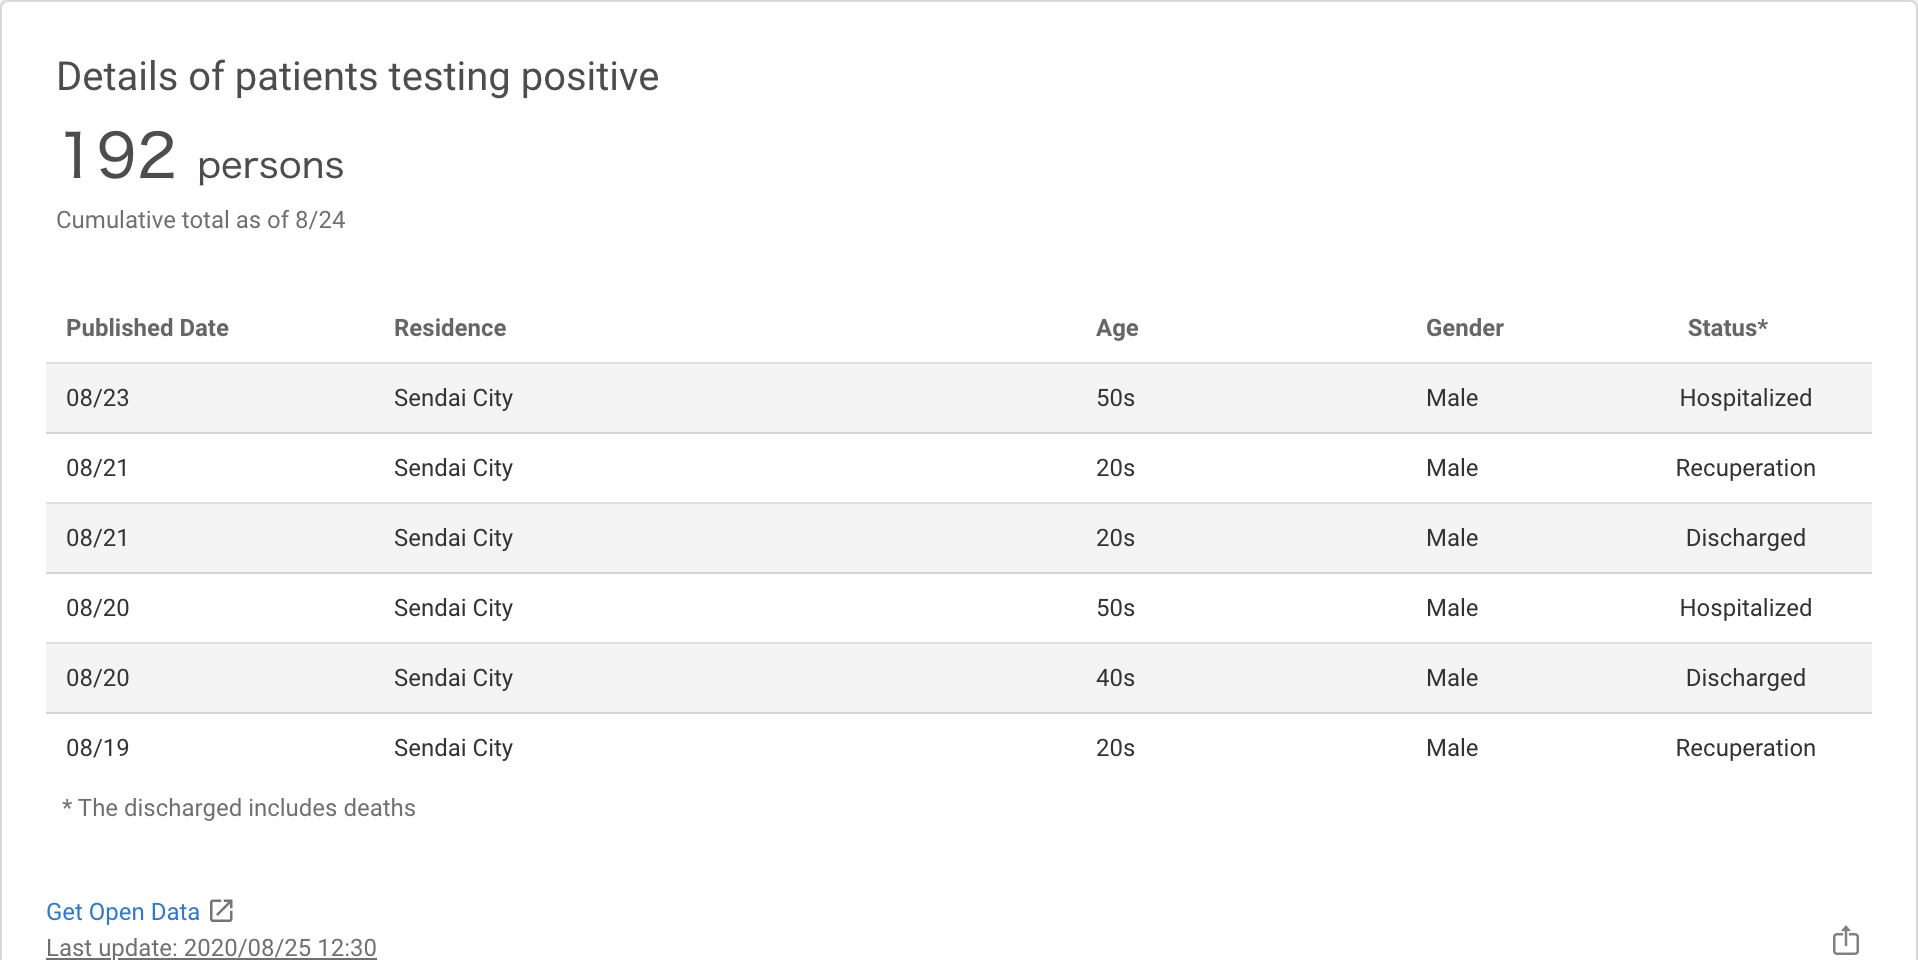 Details of patients testing positive
192 persons
Cumulative total as of 8/24
Published Date Residence Age Gender Status*
08/23 Sendai City 50s Male Hospitalized
08/21 Sendai City 20s Male Recuperation
08/21 Sendai City 20s Male Discharged
08/20 Sendai City 50s Male Hospitalized
08/20 Sendai City 40s Male Discharged
08/19 Sendai City 20s Male Recuperation
* The discharged includes deaths
Get Open Data
Last update: 2020/08/25 12:30